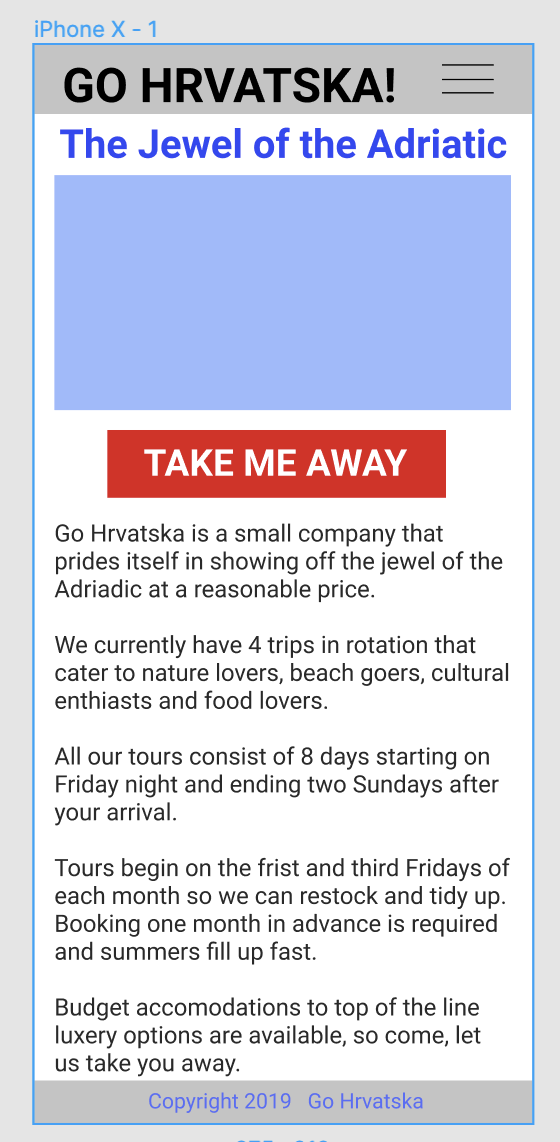 iPhone X - 1
GO HRVATSKA!
The Jewel of the Adriatic
TAKE ME AWAY
Go Hrvatska is a small company that
prides itself in showing off the jewel of the
Adriadic at a reasonable price.
We currently have 4 trips in rotation that
cater to nature lovers, beach goers, cultural
enthiasts and food lovers.
All our tours consist of 8 days starting on
Friday night and ending two Sundays after
your arrival.
Tours begin on the frist and third Fridays of
each month so we can restock and tidy up.
Booking one month in advance is required
and summers fill up fast.
Budget accomodations to top of the line
luxery options are available, so come, let
us take you away.
Copyright 2019 Go Hrvatska